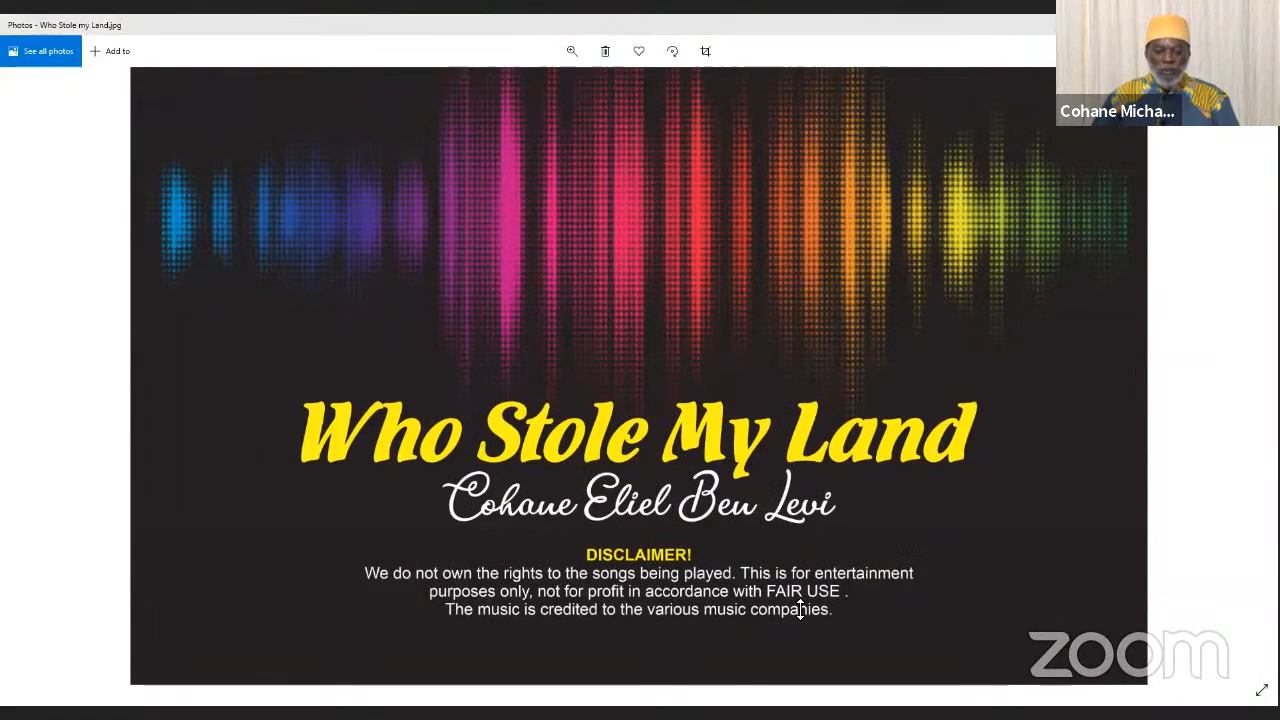 Photos - Who Stole my Land.jpg
See all photos
Add to
Cohane Micha...
Who Stole My Land
Cohane Eliel Ben Levi
DISCLAIMER!
We do not own the rights to the songs being played. This is for entertainment
purposes only, not for profit in accordance with FAIR USE .
The music is credited to the various music companies.
zoom